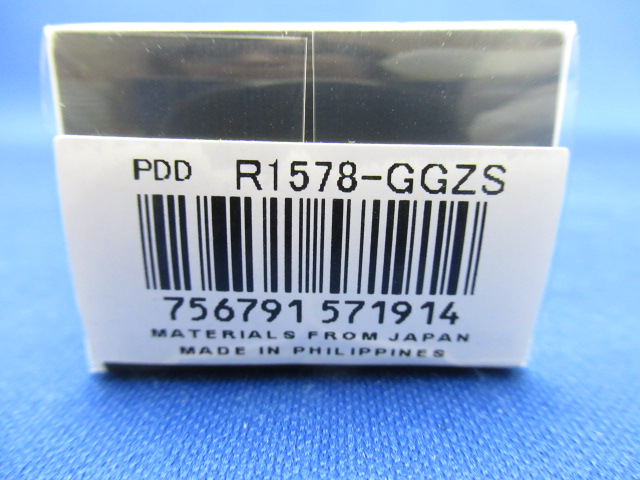 PDD R1578-GGZS
756791 571914
MATERIALS FROM JAPAN
MADE IN PHILIPPINES